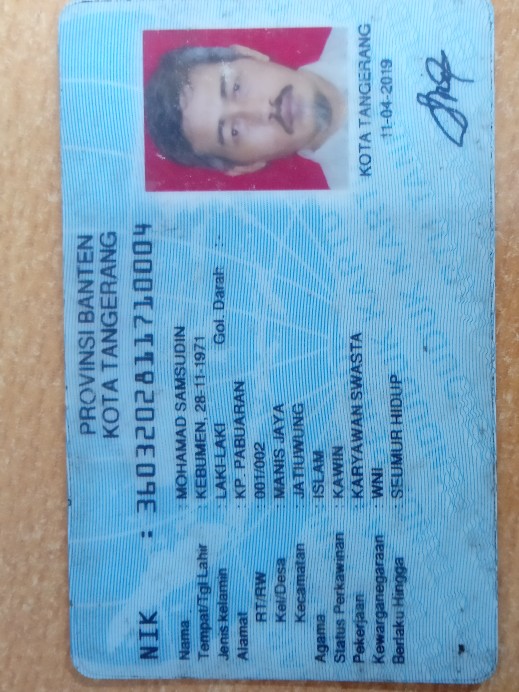 PROVINSI BANTEN
KOTA TANGERANG
NIK : 3603202811710004
Nama : MOHAMAD SAMSUDIN
Tempat/Tgl Lahir : KEBUMEN, 28-11-1971
Jenis kelamin : LAKI-LAKI Gol. Darah : -
Alamat : KP. PABUARAN
RT/RW : 001/002
Kel/Desa : MANIS JAYA
Kecamatan : JATIUWUNG
Agama : ISLAM
Status Perkawinan : KAWIN
Pekerjaan : KARYAWAN SWASTA
Kewarganegaraan : WNI
Berlaku Hingga : SEUMUR HIDUP
KOTA TANGERANG
11-04-2019